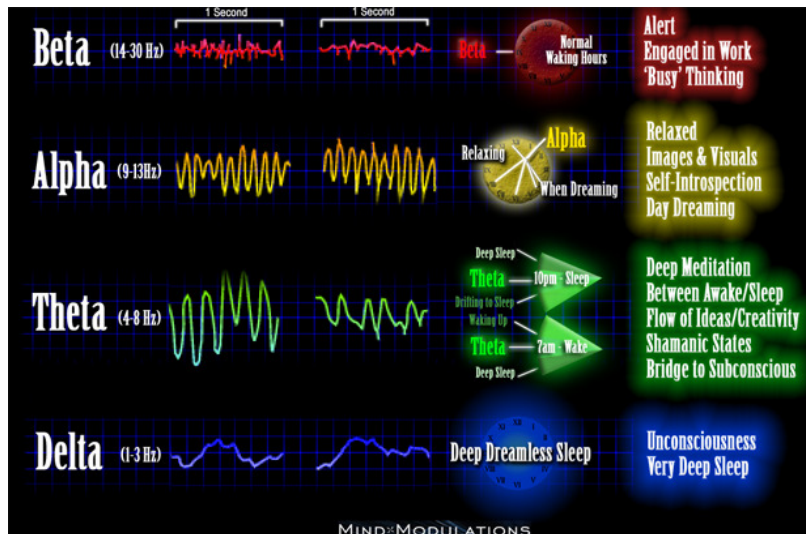 1 Second
1 Second
Beta
(14-30 Hz)
Beta
Normal
Waking Hours
Alert
Engaged in Work
'Busy' Thinking
Alpha
(9-13Hz)
Relaxing
Alpha
When Dreaming
Relaxed
Images & Visuals
Self-Introspection
Day Dreaming
Theta
(4-8 Hz)
Deep Sleep
Theta
10pm - Sleep
Drifting to Sleep
Waking Up
Theta
7am - Wake
Deep Sleep
Deep Meditation
Between Awake/Sleep
Flow of Ideas/Creativity
Shamanic States
Bridge to Subconscious
Delta
(1-3 Hz)
Deep Dreamless Sleep
Unconsciousness
Very Deep Sleep
MIND MODULATIONS